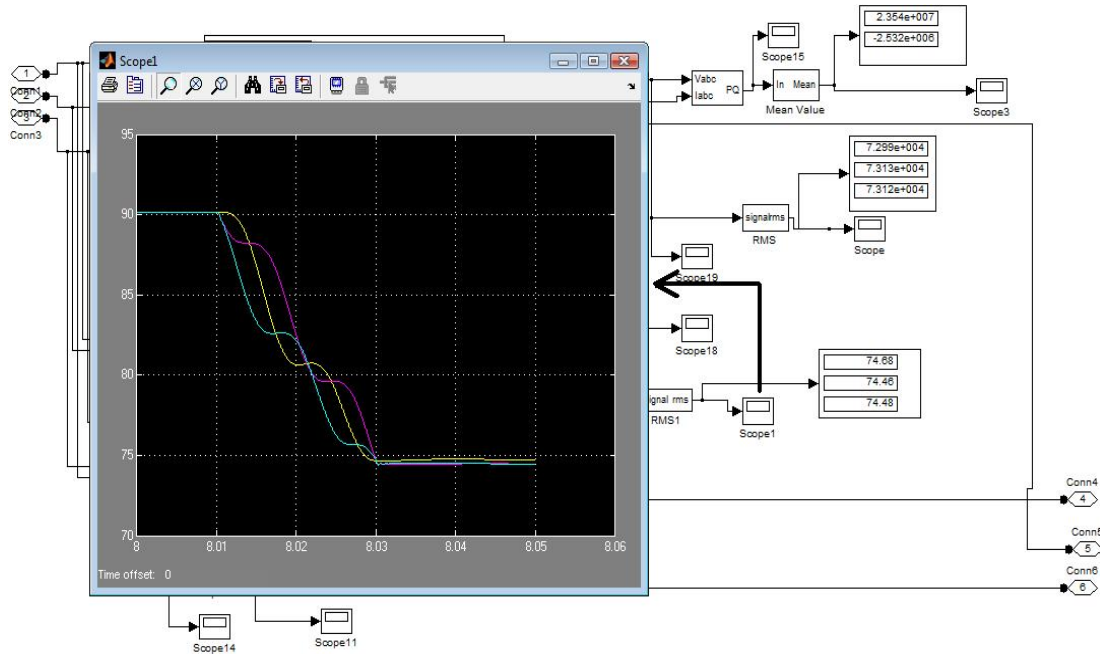 Scope1
95
90
85
80
75
70
8
8.01
8.02
8.03
8.04
8.05
8.06
Time offset: 0
1
Conn1
2
Conn2
3
Conn3
Scope15
2.354e+007
-2.532e+006
Vabc
Iabc
PQ
In Mean
Mean Value
Scope3
7.299e+004
7.313e+004
7.312e+004
signal rms
RMS
Scope
Scope19
Scope18
74.68
74.46
74.48
ignal rms
RMS1
Scope1
Conn4
4
Conn5
5
Conn6
6
Scope14
Scope11